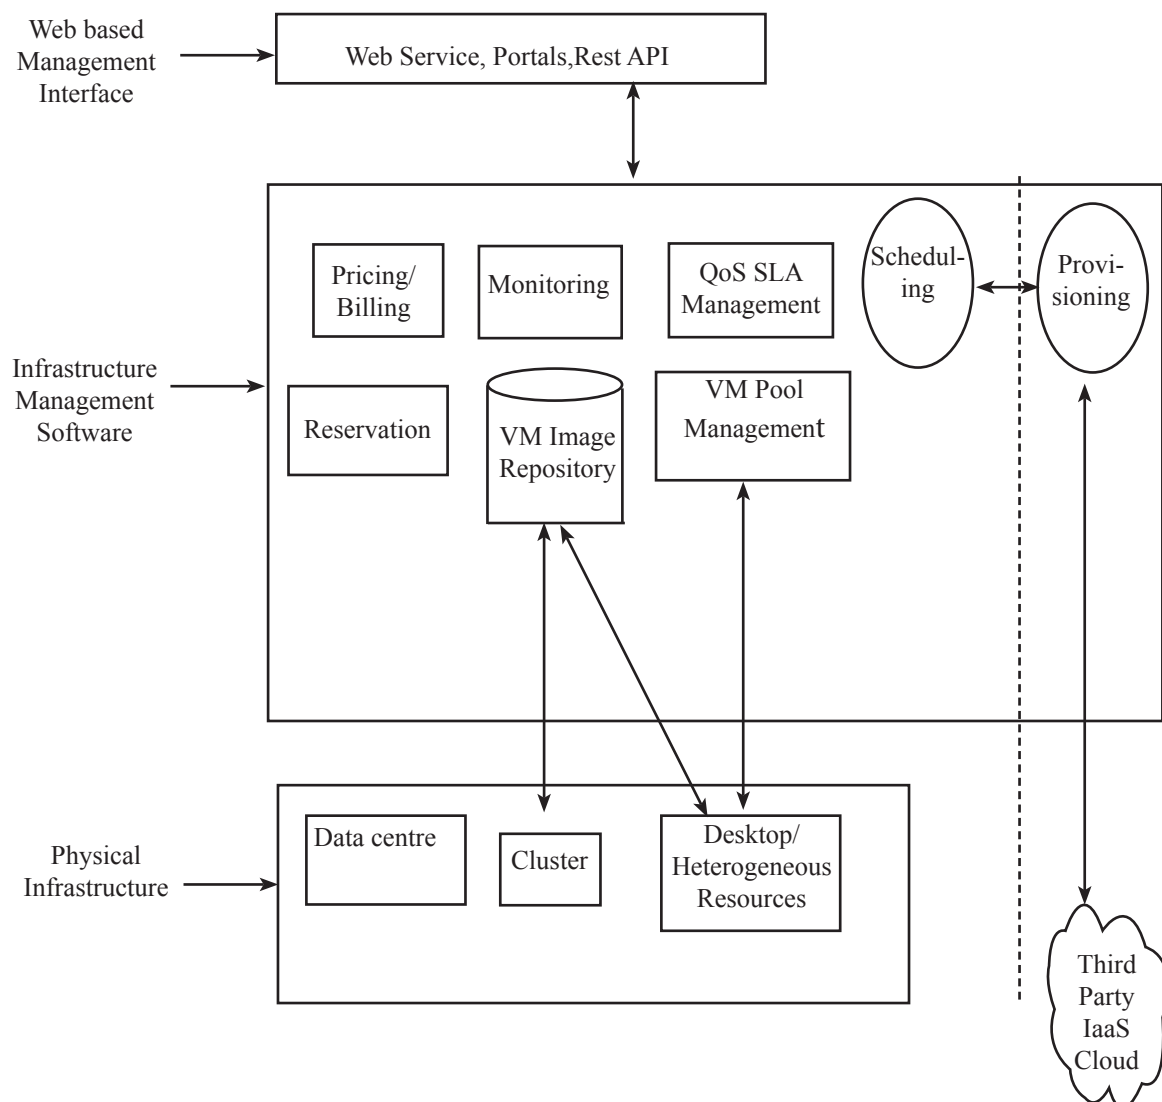 Web based
Management
Interface
Web Service, Portals,Rest API
Infrastructure
Management
Software
Pricing/
Billing
Monitoring
QoS SLA
Management
Schedul-
ing
Provi-
sioning
Reservation
VM Image
Repository
VM Pool
Management
Physical
Infrastructure
Data centre
Cluster
Desktop/
Heterogeneous
Resources
Third
Party
IaaS
Cloud